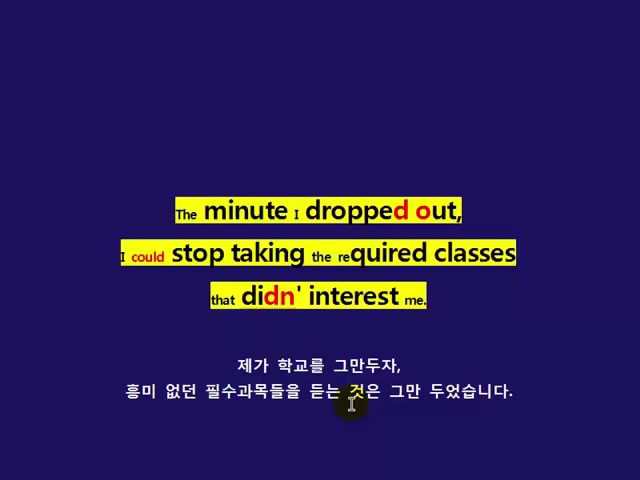 The minute I dropped out,
I could stop taking the required classes
that didn' interest me.
제가 학교를 그만두자,
흥미 없던 필수과목들을 듣는 것은 그만 두었습니다.